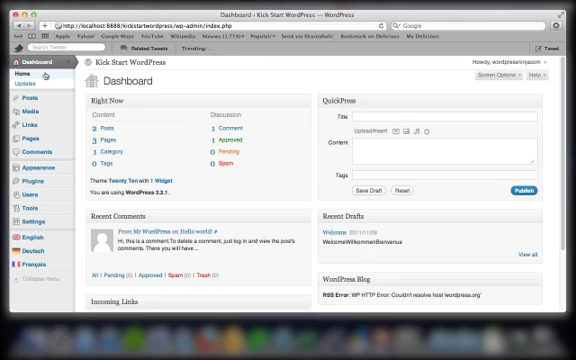 Dashboard ‹ Kick Start WordPress — WordPress
http://localhost:8888/kickstartwordpress/wp-admin/index.php
Google
Apple Yahoo! Google Maps YouTube Wikipedia Nieuws (1.714) Populair Send via Shareaholic Bookmark on Delicious My Delicious
Search Twitter Related Tweets Trending... Tweet
Dashboard
Home
Updates
Posts
Media
Links
Pages
Comments
Appearance
Plugins
Users
Tools
Settings
English
Deutsch
Français
Collapse menu
Kick Start WordPress
Howdy, wordpressninjacom
Screen Options Help
Dashboard
Right Now
Content Discussion
2 Posts 1 Comment
3 Pages 1 Approved
1 Category 0 Pending
0 Tags 0 Spam
Theme Twenty Ten with 1 Widget
You are using WordPress 3.2.1.
Recent Comments
From Mr WordPress on Hello world! #
Hi, this is a comment.To delete a comment, just log in and view the post's
comments. There you will have ...
All | Pending (0) | Approved | Spam (0) | Trash (0)
Incoming Links
QuickPress
Title
Upload/Insert
Content
Tags
Save Draft Reset Publish
Recent Drafts
Welcome 2011/11/29
WelcomeWillkommenBienvenue
View all
WordPress Blog
RSS Error: WP HTTP Error: Couldn't resolve host 'wordpress.org'